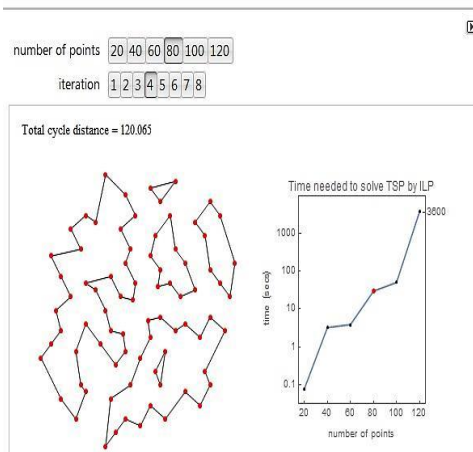 number of points 20 40 60 80 100 120
iteration 1 2 3 4 5 6 7 8
Total cycle distance = 120.065
Time needed to solve TSP by ILP
3600
1000
100
10
1
0.1
time (secs)
20 40 60 80 100 120
number of points